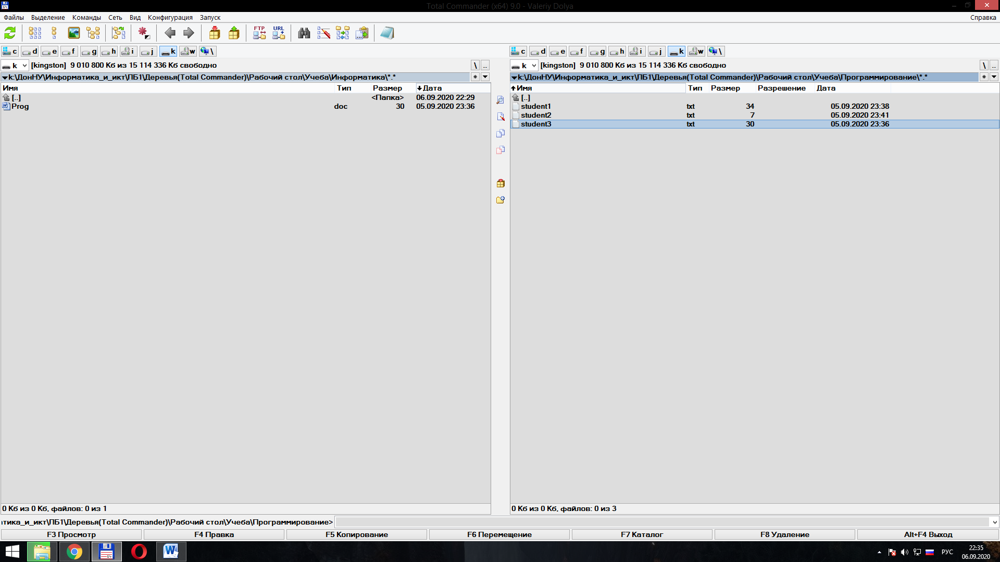 Total Commander (x64) 9.0 - Valeriy Dolya
Файлы Выделение Команды Сеть Вид Конфигурация Запуск Справка
FTP URL
c d e f g h i j k w \ c d e f g h i j k w \
k [kingston] 9 010 800 Кб из 15 114 336 Кб свободно \ .. k [kingston] 9 010 800 Кб из 15 114 336 Кб свободно \ ..
k:\ДонНУ\Информатика_и_икт\ПБ1\Деревья(Total Commander)\Рабочий стол\Учеба\Информатика\*.* * k:\ДонНУ\Информатика_и_икт\ПБ1\Деревья(Total Commander)\Рабочий стол\Учеба\Программирование\*.* *
Имя Тип Размер Дата Имя Тип Размер Разрешение Дата
[..] <Папка> 06.09.2020 22:29 [..]
Prog doc 30 05.09.2020 23:36 student1 txt 34 05.09.2020 23:38
student2 txt 7 05.09.2020 23:41
student3 txt 30 05.09.2020 23:36
0 Кб из 0 Кб, файлов: 0 из 1 0 Кб из 0 Кб, файлов: 0 из 3
тика_и_икт\ПБ1\Деревья(Total Commander)\Рабочий стол\Учеба\Программирование>
F3 Просмотр F4 Правка F5 Копирование F6 Перемещение F7 Каталог F8 Удаление Alt+F4 Выход
РУС 22:35
06.09.2020